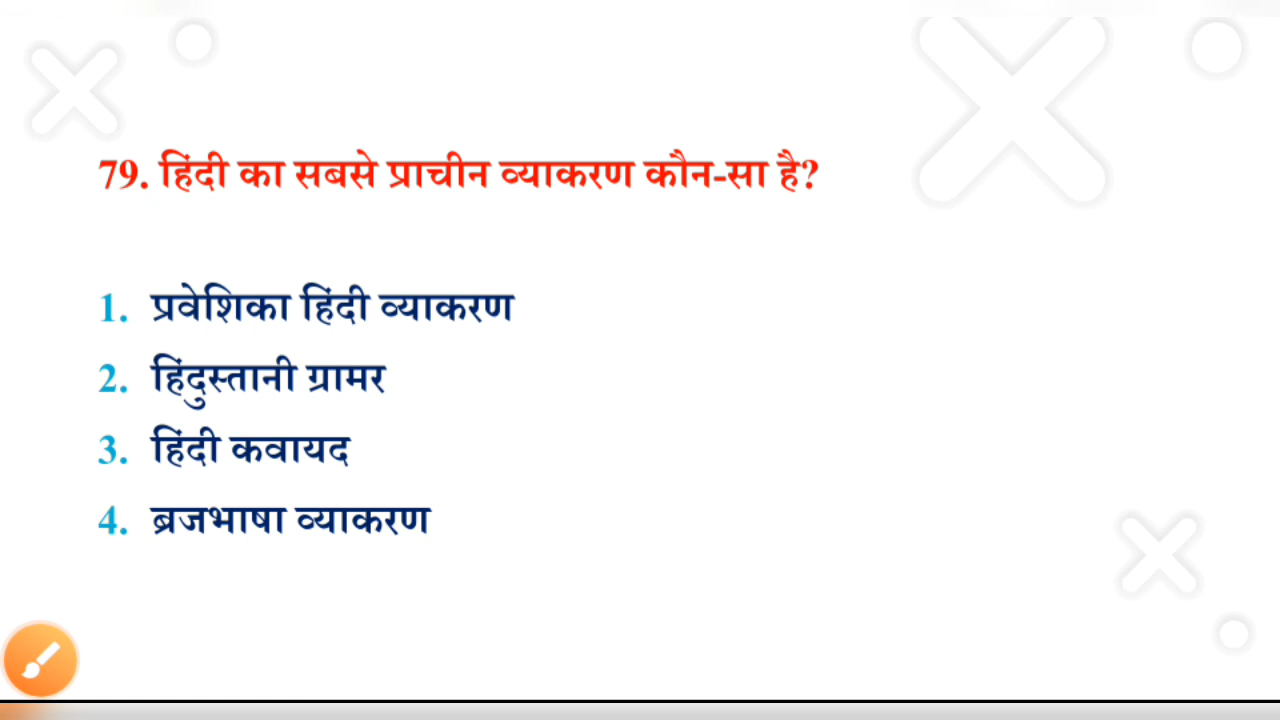 79. हिंदी का सबसे प्राचीन व्याकरण कौन-सा है?
1. प्रवेशिका हिंदी व्याकरण
2. हिंदुस्तानी ग्रामर
3. हिंदी कवायद
4. ब्रजभाषा व्याकरण